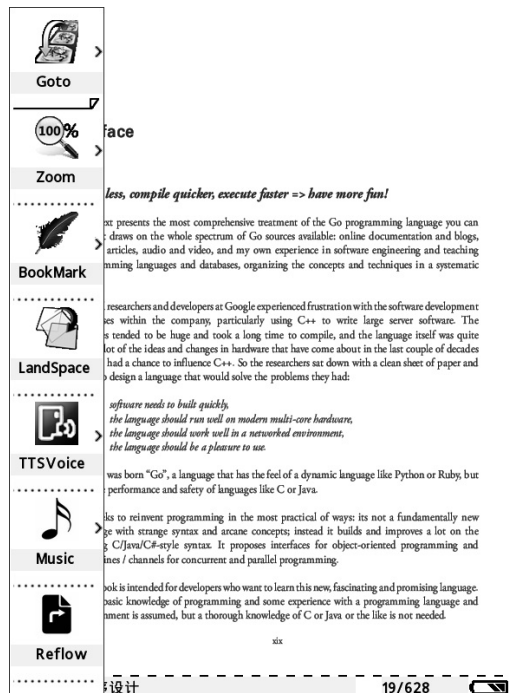 Goto
100%
Zoom
BookMark
LandSpace
TTSVoice
Music
Reflow
face
less, compile quicker, execute faster => have more fun!
ext presents the most comprehensive treatment of the Go programming language you can
draws on the whole spectrum of Go sources available: online documentation and blogs,
articles, audio and video, and my own experience in software engineering and teaching
mming languages and databases, organizing the concepts and techniques in a systematic
researchers and developers at Google experienced frustration with the software development
es within the company, particularly using C++ to write large server software. The
s tended to be huge and took a long time to compile, and the language itself was quite
lot of the ideas and changes in hardware that have come about in the last couple of decades
had a chance to influence C++. So the researchers sat down with a clean sheet of paper and
design a language that would solve the problems they had:
software needs to built quickly,
the language should run well on modern multi-core hardware,
the language should work well in a networked environment,
the language should be a pleasure to use.
was born “Go”, a language that has the feel of a dynamic language like Python or Ruby, but
performance and safety of languages like C or Java.
ks to reinvent programming in the most practical of ways: its not a fundamentally new
ge with strange syntax and arcane concepts; instead it builds and improves a lot on the
g C/Java/C#-style syntax. It proposes interfaces for object-oriented programming and
ines / channels for concurrent and parallel programming.
ook is intended for developers who want to learn this new, fascinating and promising language.
basic knowledge of programming and some experience with a programming language and
nment is assumed, but a thorough knowledge of C or Java or the like is not needed.
xix
设计
19/628